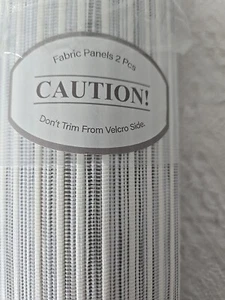 Fabric Panels 2 Pcs
CAUTION!
Don't Trim From Velcro Side.